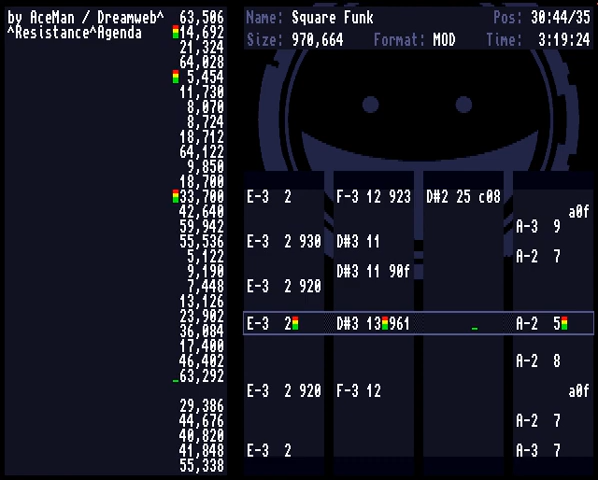 by AceMan / Dreamweb^ 63,506
^Resistance^Agenda 14,692
21,324
64,028
5,454
11,730
8,070
8,724
18,712
64,122
9,850
18,700
33,700
42,640
59,942
55,536
5,122
9,190
7,448
13,126
23,902
36,084
17,400
46,402
63,292
29,386
44,676
40,820
41,848
55,338
Name: Square Funk Pos: 30:44/35
Size: 970,664 Format: MOD Time: 3:19:24
E-3 2 F-3 12 923 D#2 25 c08
a0f
A-3 9
E-3 2 930 D#3 11
A-2 7
D#3 11 90f
E-3 2 920
E-3 2 D#3 13 961 _ A-2 5
A-2 8
E-3 2 920 F-3 12 a0f
A-2 7
E-3 2 A-3 7